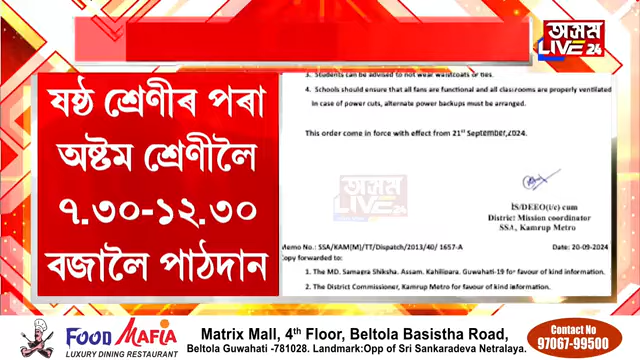 অসম
LIVE 24
ষষ্ঠ শ্ৰেণীৰ পৰা
অষ্টম শ্ৰেণীলৈ
৭.৩০-১২.৩০
বজালৈ পাঠদান
3. Students can be advised to not wear waistcoats or ties.
4. Schools should ensure that all fans are functional and all classrooms are properly ventilated
In case of power cuts, alternate power backups must be arranged.
This order come in force with effect from 21st September,2024.
অসম
LIVE 24
IS/DEEO(i/c) cum
District Mission coordinator
SSA, Kamrup Metro
Memo No.: SSA/KAM(M)/TT/Dispatch/2013/40/ 1657-A Date: 20-09-2024
Copy forwarded to:
1. The MD. Samagra Shiksha. Assam, Kahilipara. Guwahati-19 for favour of kind information.
2. The District Commissioner, Kamrup Metro for favour of kind information.
FOOD MAFIA
LUXURY DINING RESTAURANT
Matrix Mall, 4th Floor, Beltola Basistha Road,
Beltola Guwahati -781028. Landmark:Opp of Sri Sankaradeva Netralaya.
Contact No
97067-99500